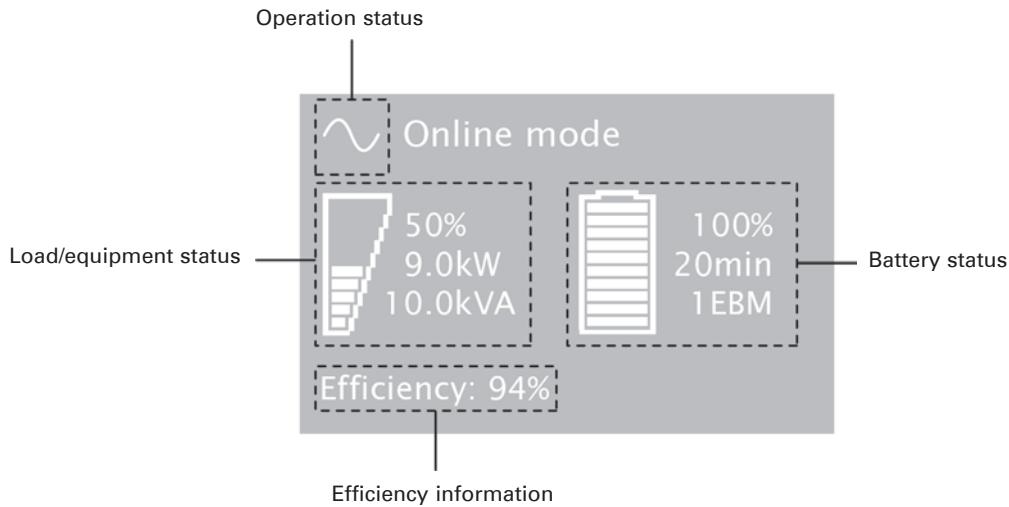 Operation status
Online mode
Load/equipment status
50%
9.0kW
10.0kVA
100%
20min
1EBM
Battery status
Efficiency: 94%
Efficiency information